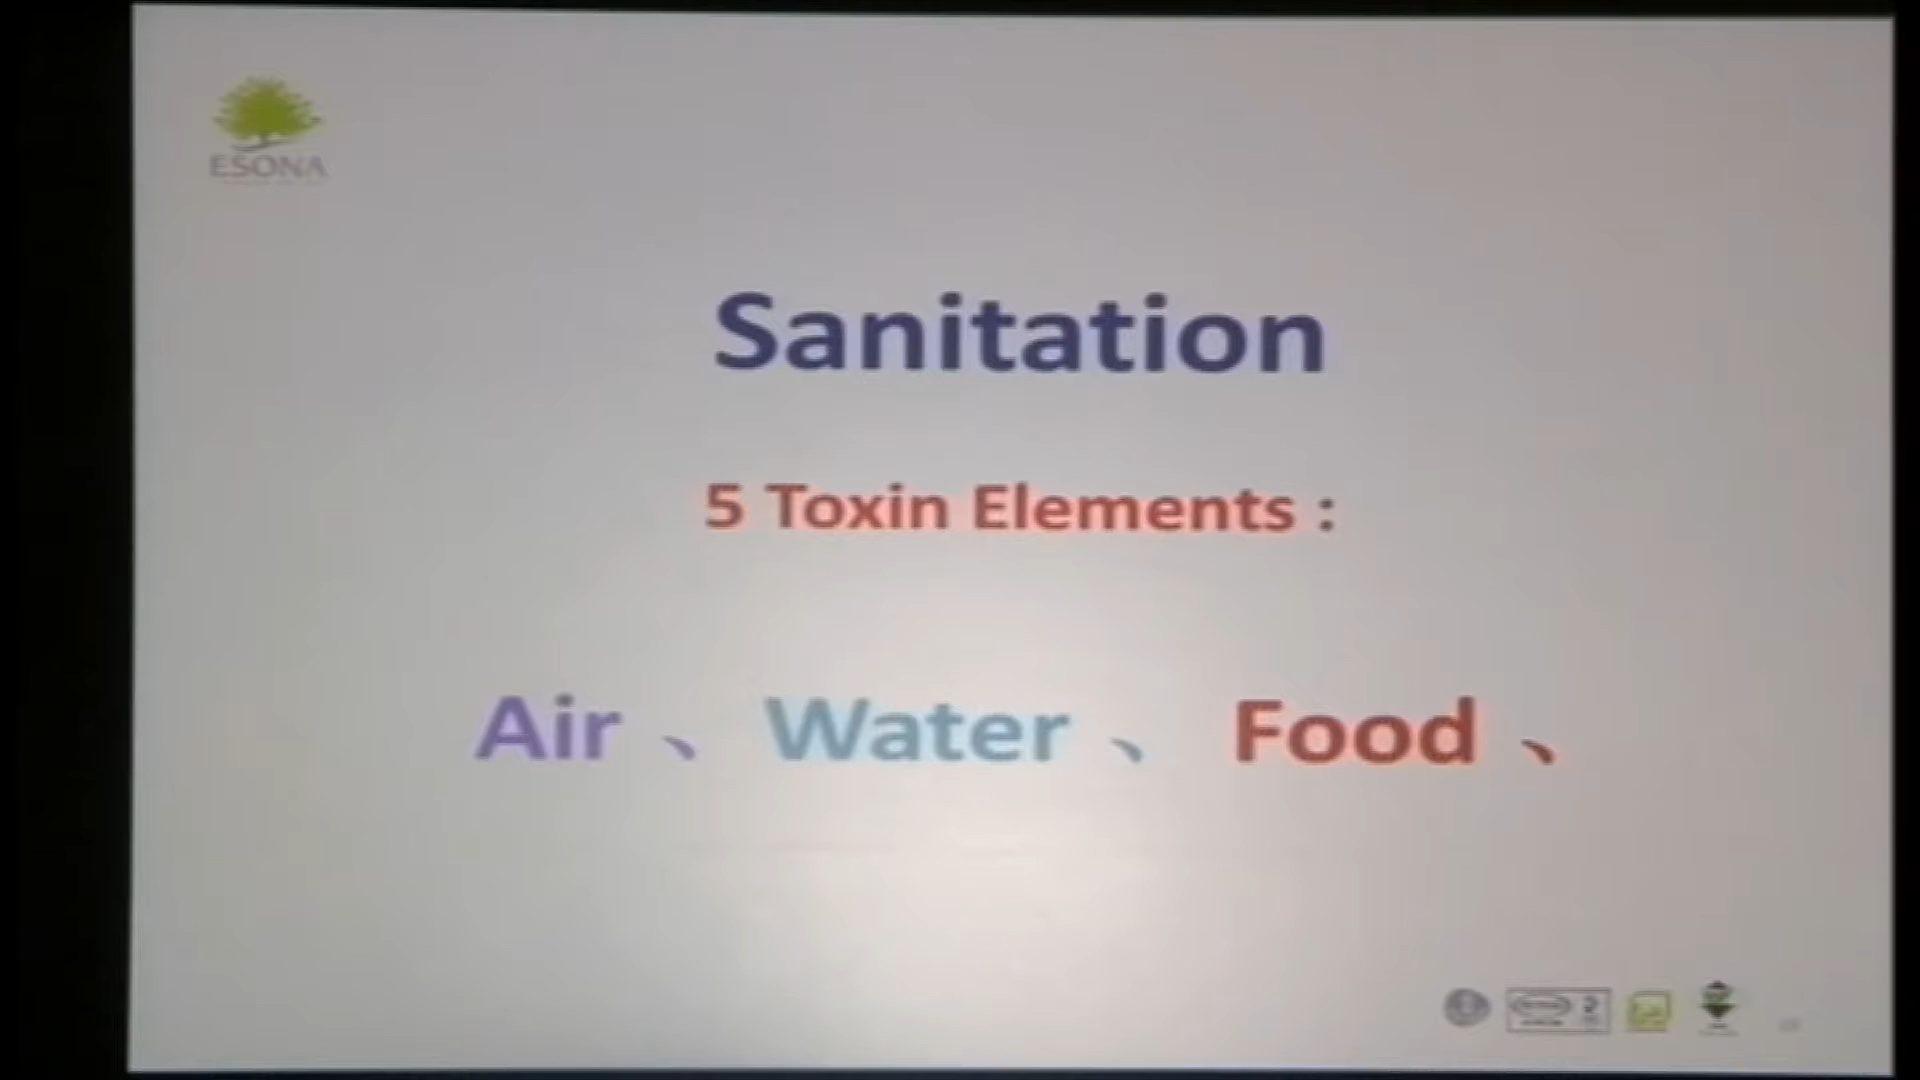 ESONA
Sanitation
5 Toxin Elements :
Air 、 Water 、 Food 、